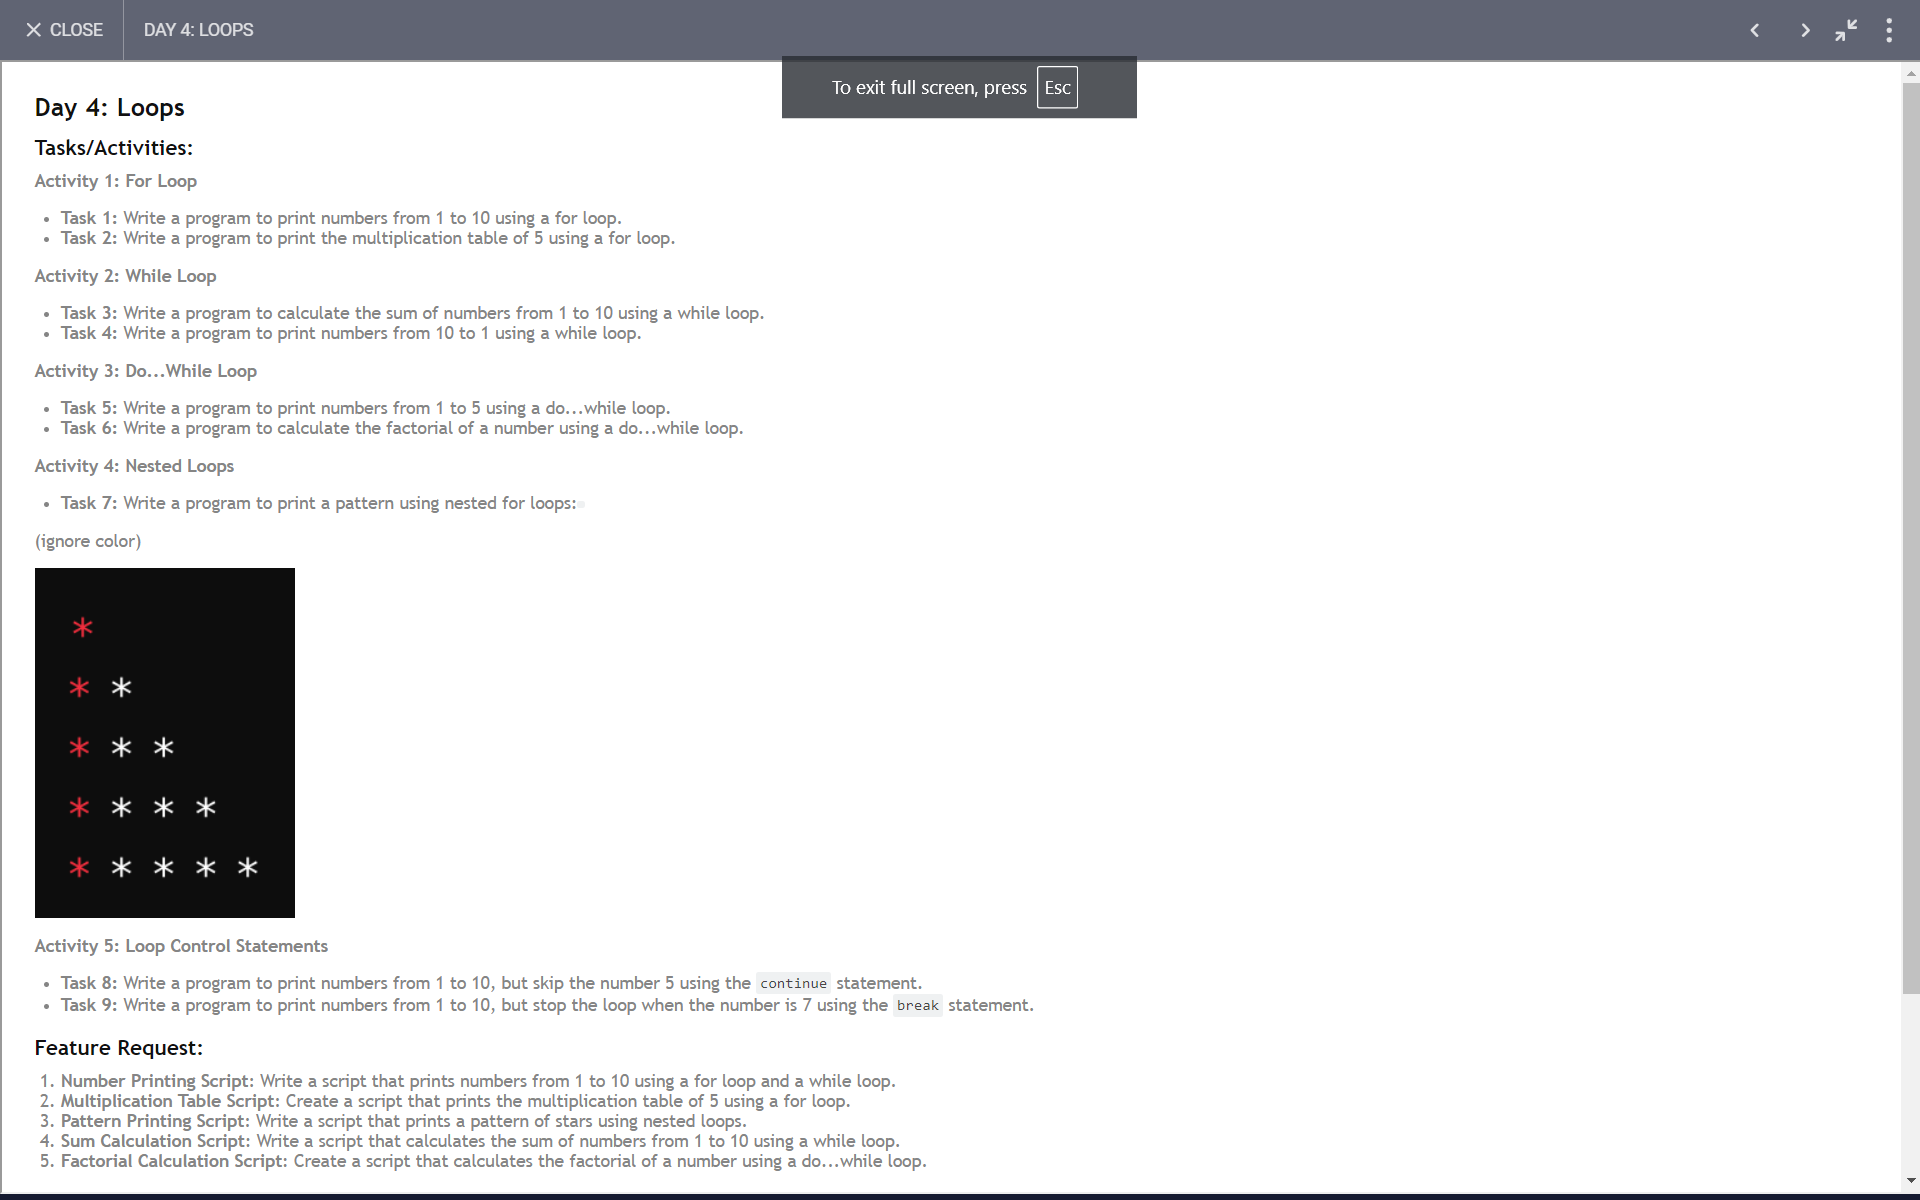 CLOSE DAY 4: LOOPS
To exit full screen, press Esc
Day 4: Loops
Tasks/Activities:
Activity 1: For Loop
• Task 1: Write a program to print numbers from 1 to 10 using a for loop.
• Task 2: Write a program to print the multiplication table of 5 using a for loop.
Activity 2: While Loop
• Task 3: Write a program to calculate the sum of numbers from 1 to 10 using a while loop.
• Task 4: Write a program to print numbers from 10 to 1 using a while loop.
Activity 3: Do...While Loop
• Task 5: Write a program to print numbers from 1 to 5 using a do...while loop.
• Task 6: Write a program to calculate the factorial of a number using a do...while loop.
Activity 4: Nested Loops
• Task 7: Write a program to print a pattern using nested for loops:
(ignore color)
*
* *
* * *
* * * *
* * * * *
Activity 5: Loop Control Statements
• Task 8: Write a program to print numbers from 1 to 10, but skip the number 5 using the continue statement.
• Task 9: Write a program to print numbers from 1 to 10, but stop the loop when the number is 7 using the break statement.
Feature Request:
1. Number Printing Script: Write a script that prints numbers from 1 to 10 using a for loop and a while loop.
2. Multiplication Table Script: Create a script that prints the multiplication table of 5 using a for loop.
3. Pattern Printing Script: Write a script that prints a pattern of stars using nested loops.
4. Sum Calculation Script: Write a script that calculates the sum of numbers from 1 to 10 using a while loop.
5. Factorial Calculation Script: Create a script that calculates the factorial of a number using a do...while loop.